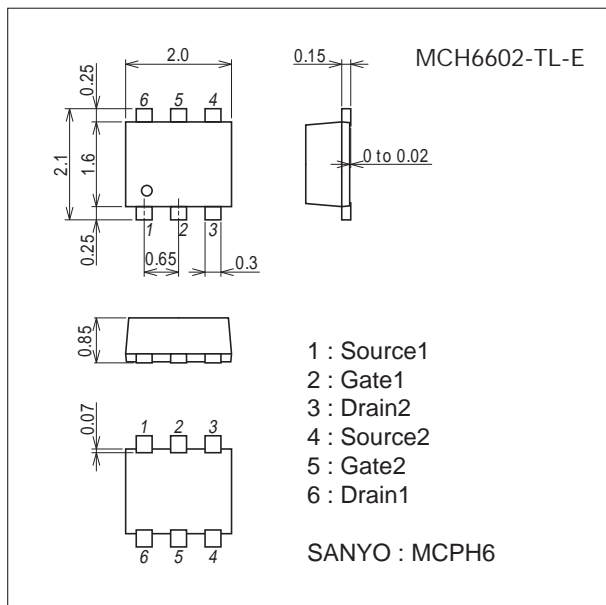 MCH6602-TL-E
2.0
0.15
0.25
6 5 4
2.1
1.6
0 to 0.02
0.25
1 2 3
0.65
0.3
0.85
1 : Source1
2 : Gate1
3 : Drain2
4 : Source2
5 : Gate2
6 : Drain1
0.07
1 2 3
6 5 4
SANYO : MCPH6